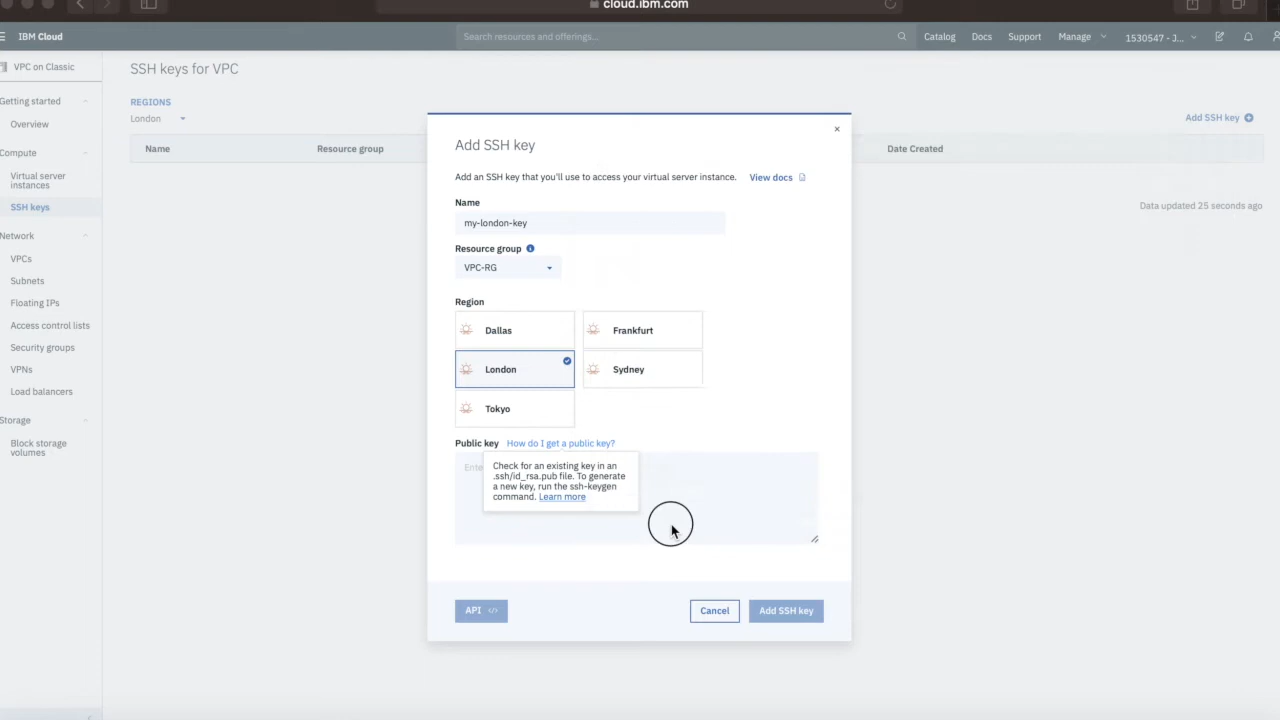 cloud.ibm.com
IBM Cloud
Search resources and offerings...
Catalog
Docs
Support
Manage
1530547 - J...
VPC on Classic
Getting started
Overview
Compute
Virtual server
instances
SSH keys
Network
VPCs
Subnets
Floating IPs
Access control lists
Security groups
VPNs
Load balancers
Storage
Block storage
volumes
SSH keys for VPC
REGIONS
London
Add SSH key
Name
Resource group
Date Created
Data updated 25 seconds ago
Add SSH key
Add an SSH key that you'll use to access your virtual server instance.
View docs
Name
my-london-key
Resource group
VPC-RG
Region
Dallas
Frankfurt
London
Sydney
Tokyo
Public key
How do I get a public key?
Ente
Check for an existing key in an
.ssh/id_rsa.pub file. To generate
a new key, run the ssh-keygen
command. Learn more
API </>
Cancel
Add SSH key